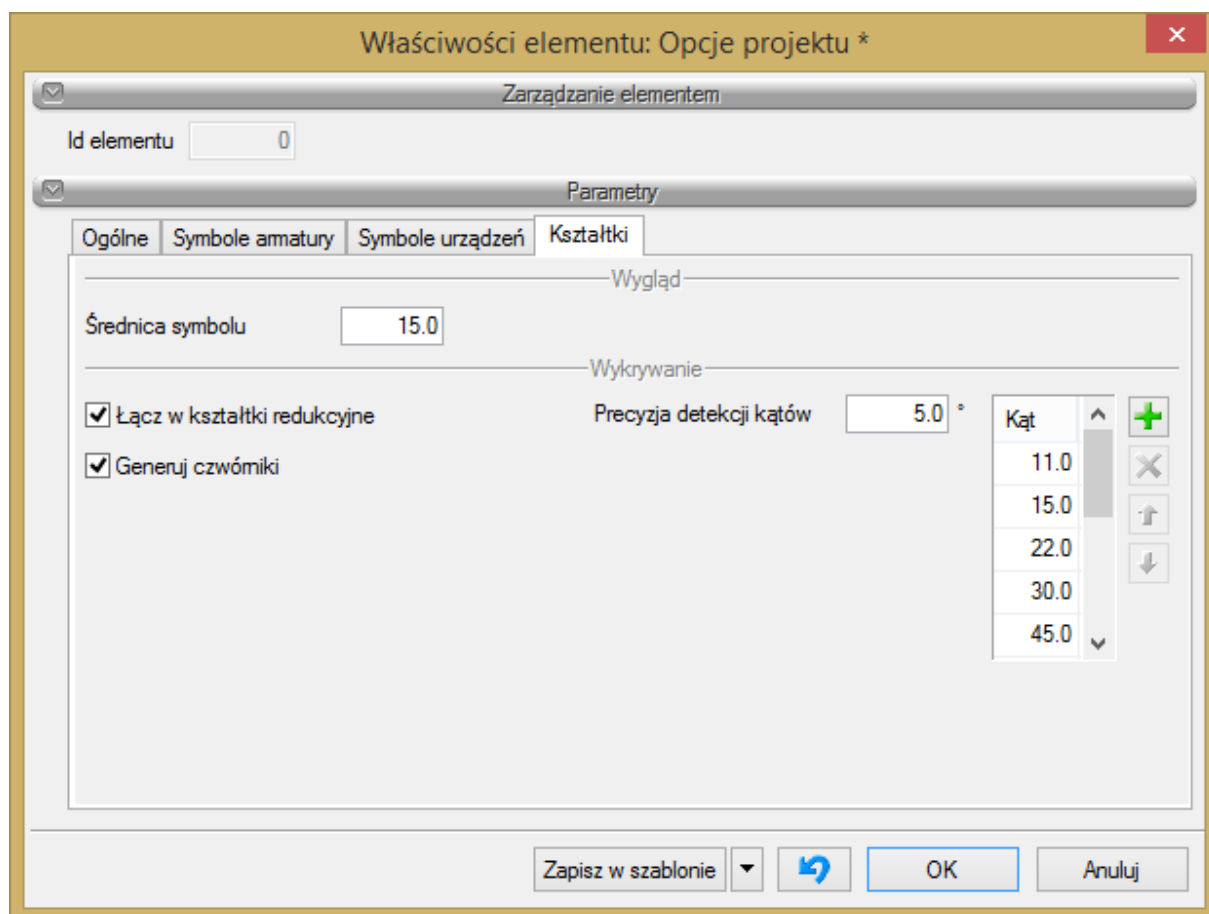 Właściwości elementu: Opcje projektu *
Zarządzanie elementem
Id elementu 0
Parametry
Ogólne Symbole armatury Symbole urządzeń Kształtki
Wygląd
Średnica symbolu 15.0
Wykrywanie
Łącz w kształtki redukcyjne Precyzja detekcji kątów 5.0 ° Kąt
Generuj czwórniki 11.0
15.0
22.0
30.0
45.0
Zapisz w szablonie OK Anuluj